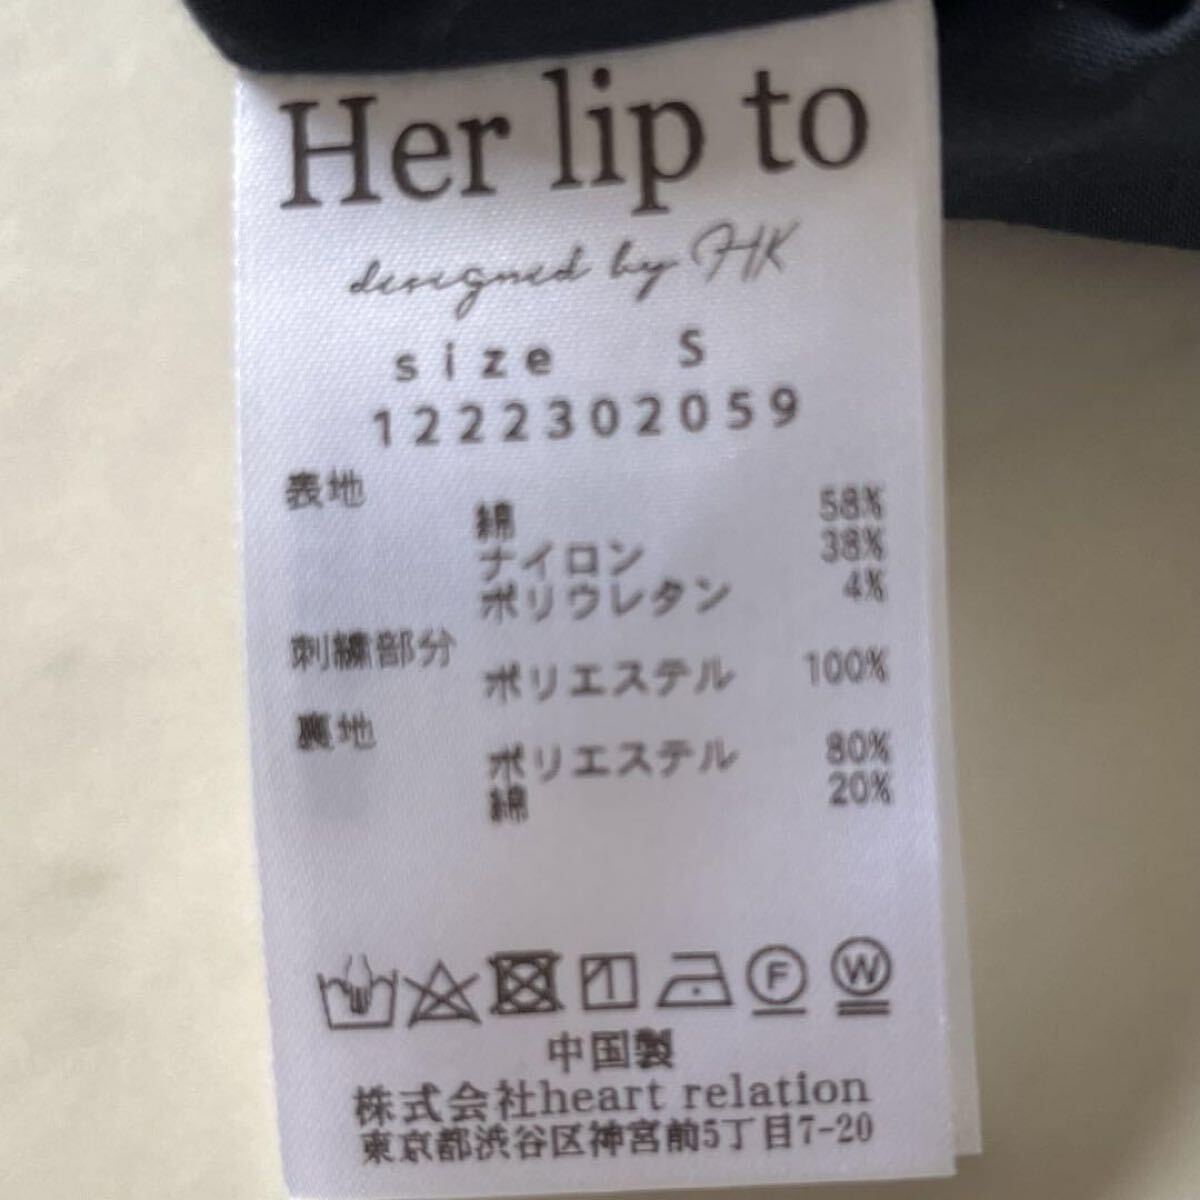 Her lip to
designed by HK
size S
1222302059
表地
綿 58%
ナイロン 38%
ポリウレタン 4%
刺繍部分
ポリエステル 100%
裏地
ポリエステル 80%
綿 20%
F W
中国製
株式会社heart relation
東京都渋谷区神宮前5丁目7-20